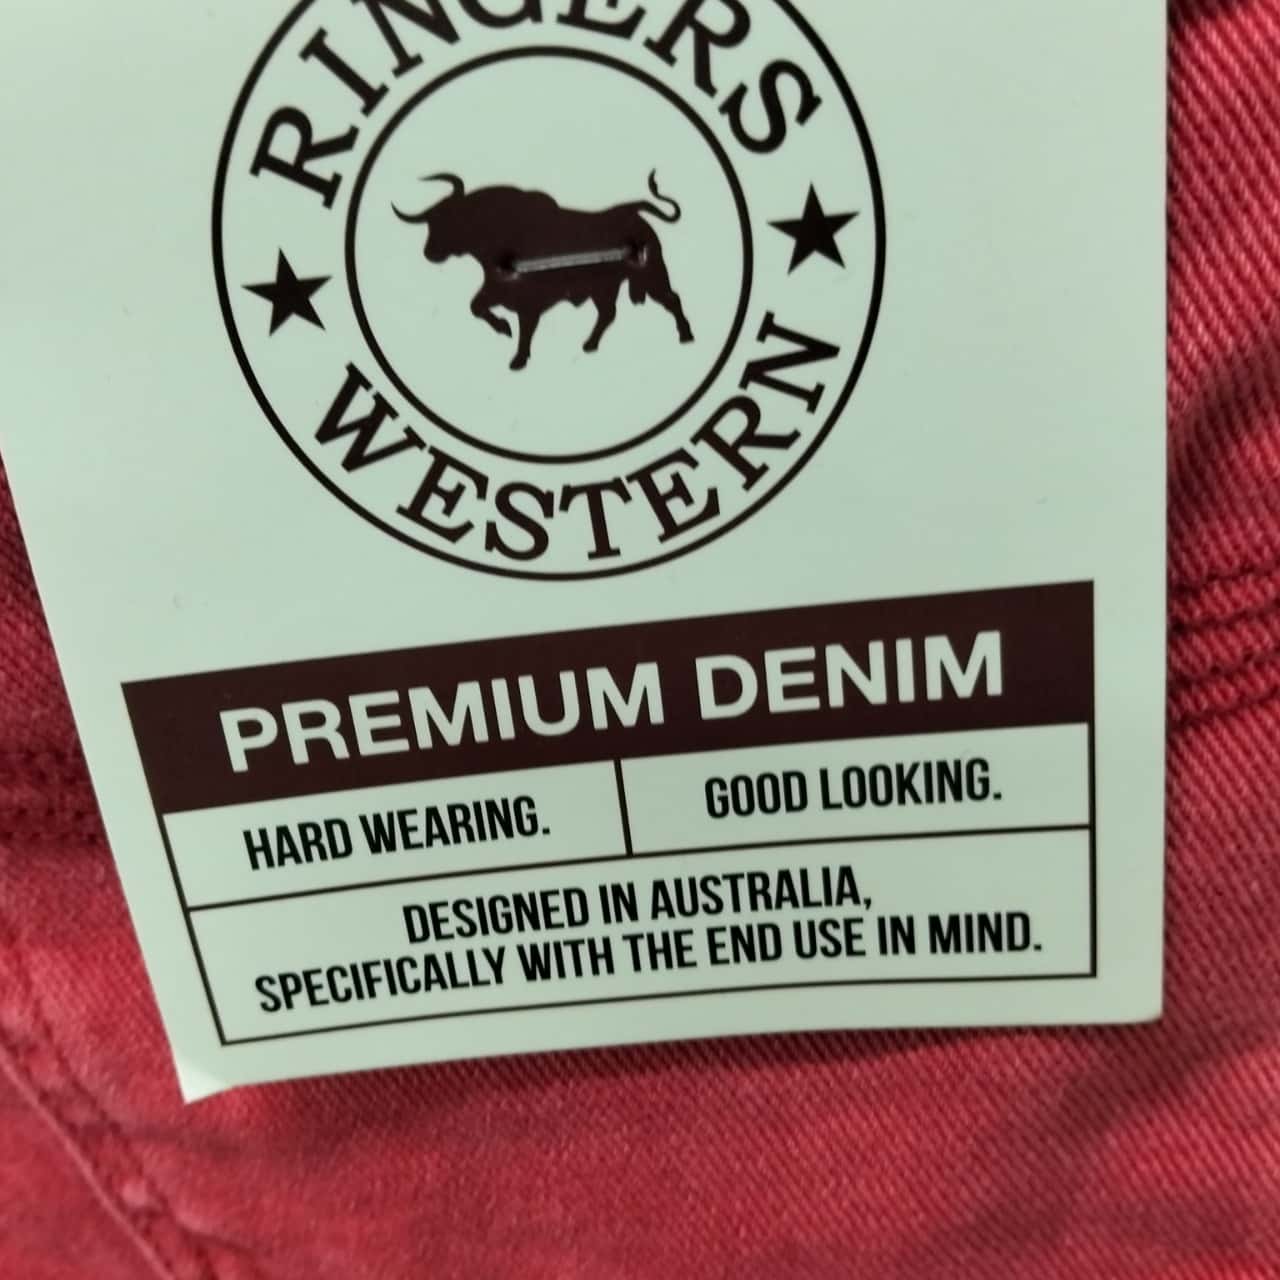 RINGERS
WESTERN
PREMIUM DENIM
HARD WEARING.
GOOD LOOKING.
DESIGNED IN AUSTRALIA,
SPECIFICALLY WITH THE END USE IN MIND.